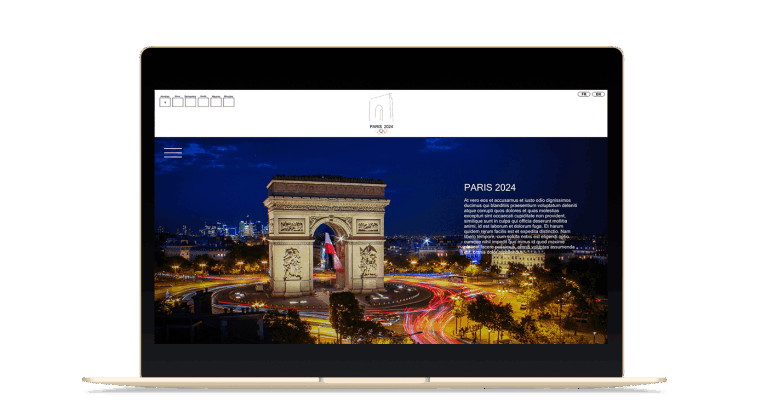 FR EN
PARIS 2024
PARIS 2024
At vero eos et accusamus et iusto odio dignissimos
ducimus qui blanditiis praesentium voluptatum deleniti
atque corrupti quos dolores et quas molestias
excepturi sint occaecati cupiditate non provident,
similique sunt in culpa qui officia deserunt mollitia
animi, id est laborum et dolorum fuga. Et harum
quidem rerum facilis est et expedita distinctio. Nam
libero tempore, cum soluta nobis est eligendi optio
cumque nihil impedit quo minus id quod maxime
placeat facere possimus, omnis voluptas assumenda